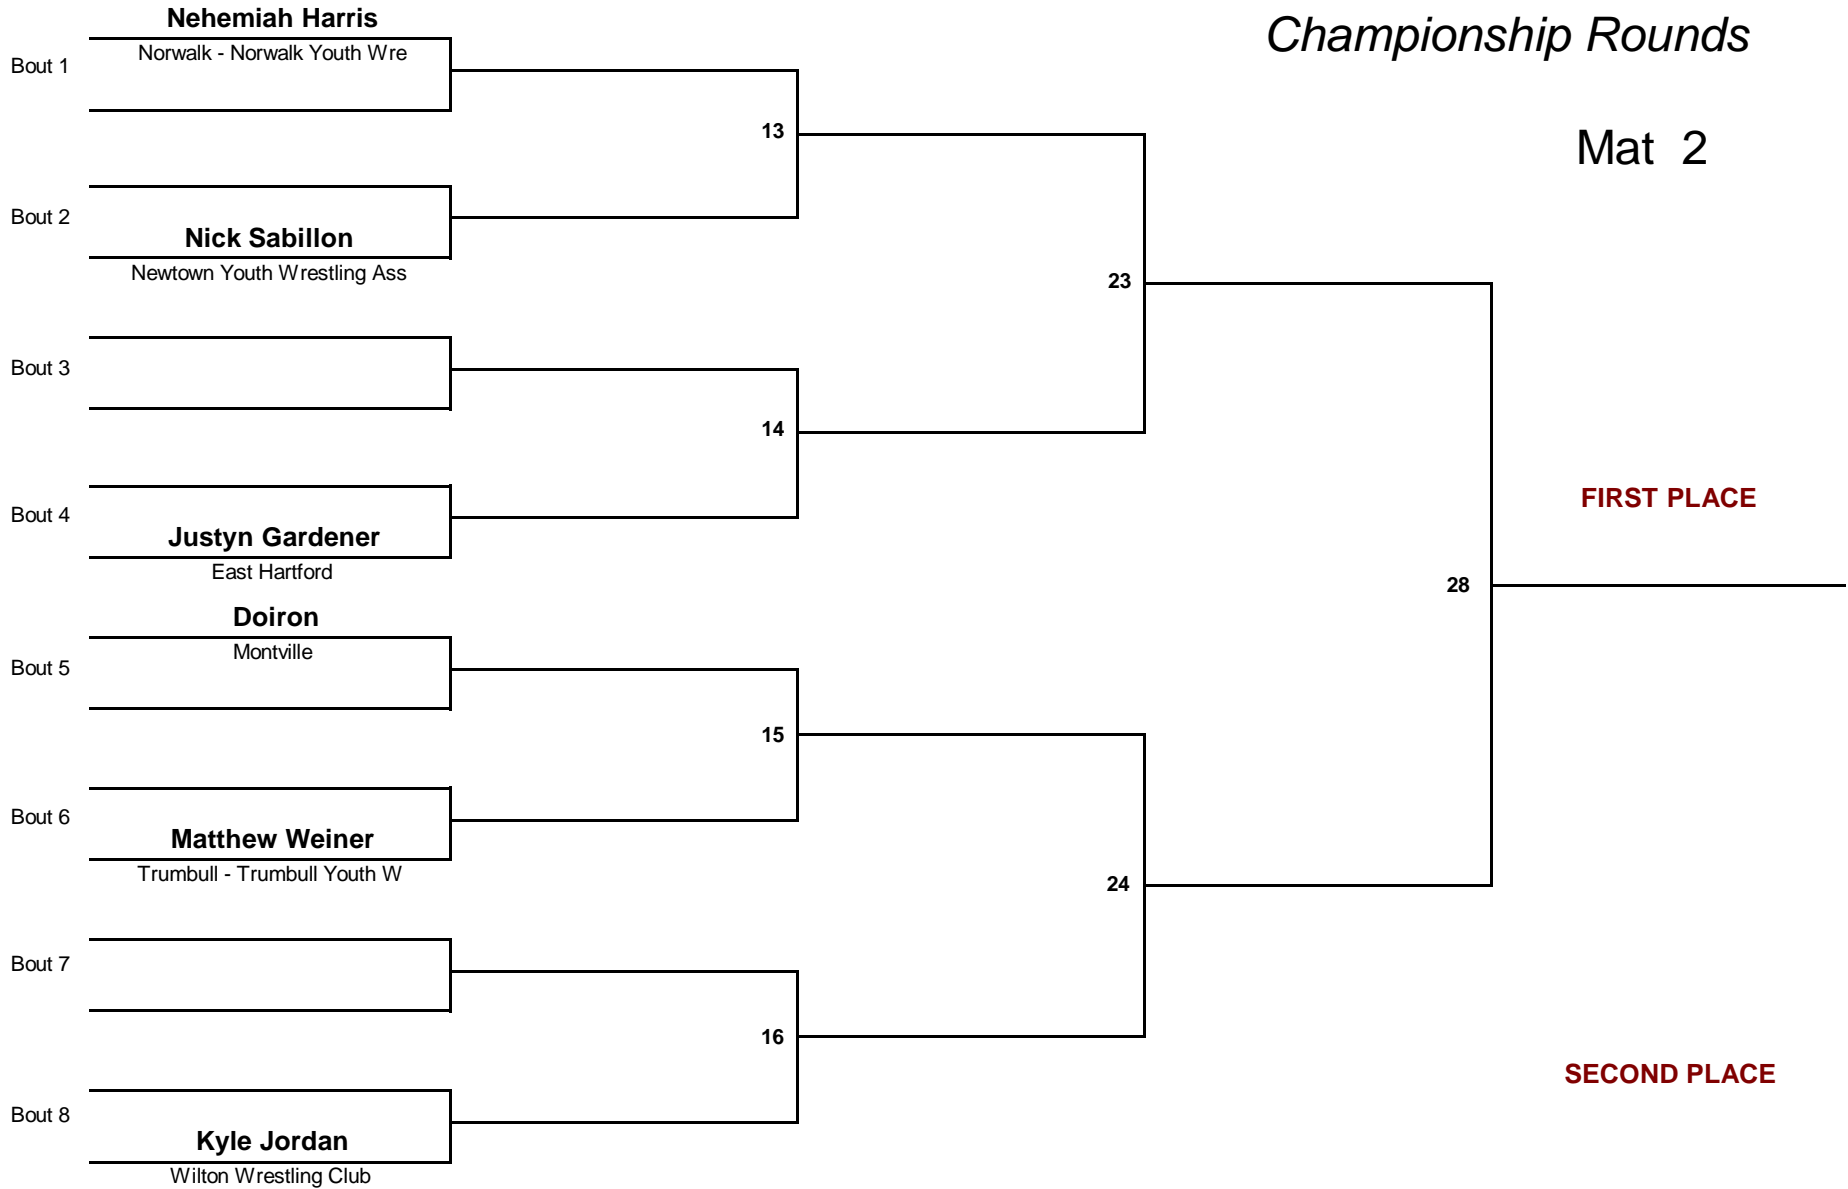 Nehemiah Harris
Championship Rounds
Bout 1
Norwalk - Norwalk Youth Wre
13
Mat 2
Bout 2
Nick Sabillon
Newtown Youth Wrestling Ass
23
Bout 3
14
Bout 4
FIRST PLACE
Justyn Gardener
East Hartford
28
Doiron
Montville
Bout 5
15
Bout 6
Matthew Weiner
Trumbull - Trumbull Youth W
24
Bout 7
16
SECOND PLACE
Bout 8
Kyle Jordan
Wilton Wrestling Club